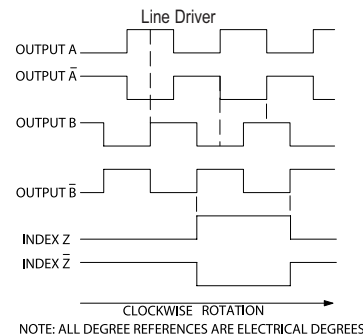 Line Driver
OUTPUT A
OUTPUT A̅
OUTPUT B
OUTPUT B̅
INDEX Z
INDEX Z̅
CLOCKWISE ROTATION
NOTE: ALL DEGREE REFERENCES ARE ELECTRICAL DEGREES